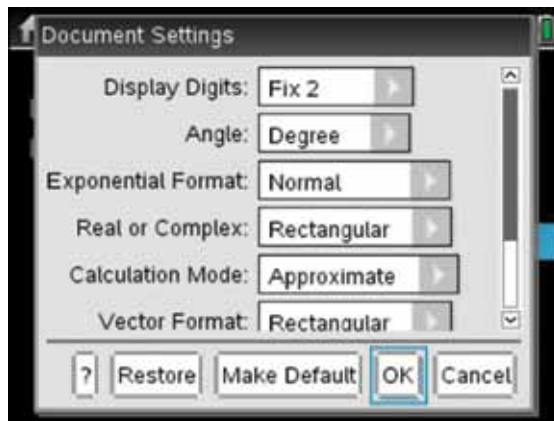 Document Settings
Display Digits: Fix 2
Angle: Degree
Exponential Format: Normal
Real or Complex: Rectangular
Calculation Mode: Approximate
Vector Format: Rectangular
? Restore Make Default OK Cancel